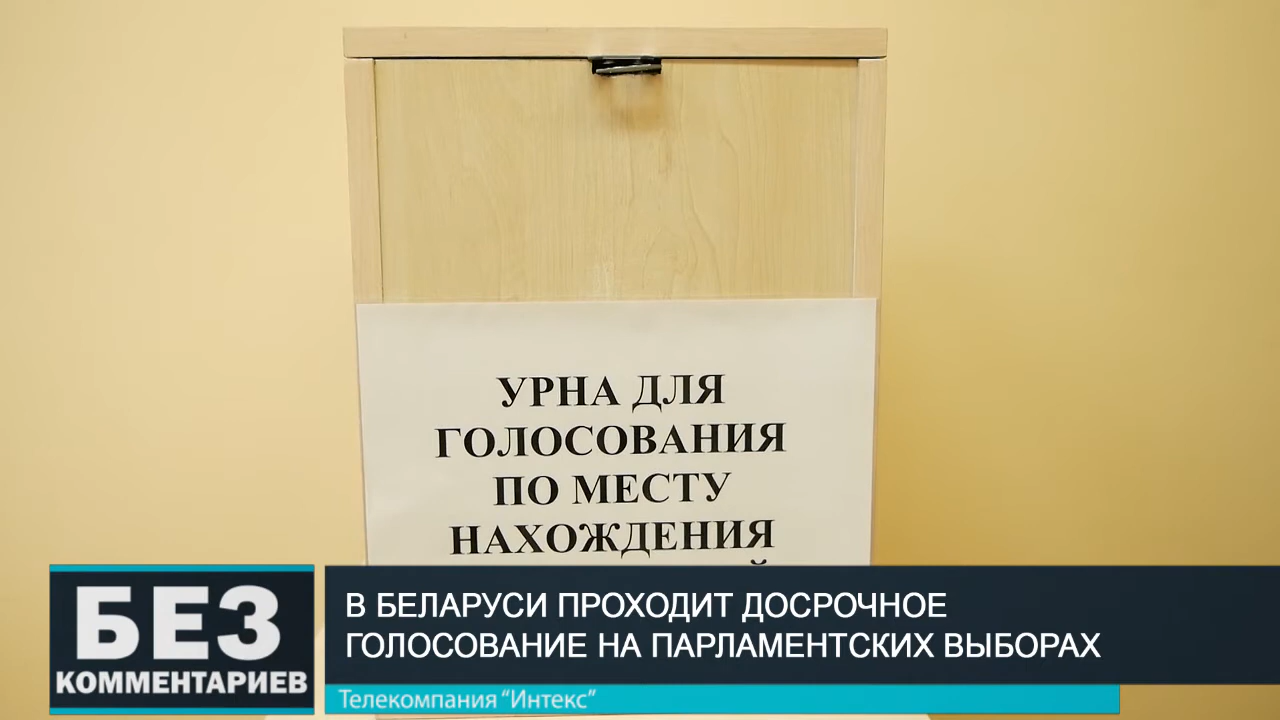 УРНА ДЛЯ
ГОЛОСОВАНИЯ
ПО МЕСТУ
НАХОЖДЕНИЯ
БЕЗ
КОММЕНТАРИЕВ
В БЕЛАРУСИ ПРОХОДИТ ДОСРОЧНОЕ
ГОЛОСОВАНИЕ НА ПАРЛАМЕНТСКИХ ВЫБОРАХ
Телекомпания “Интекс”